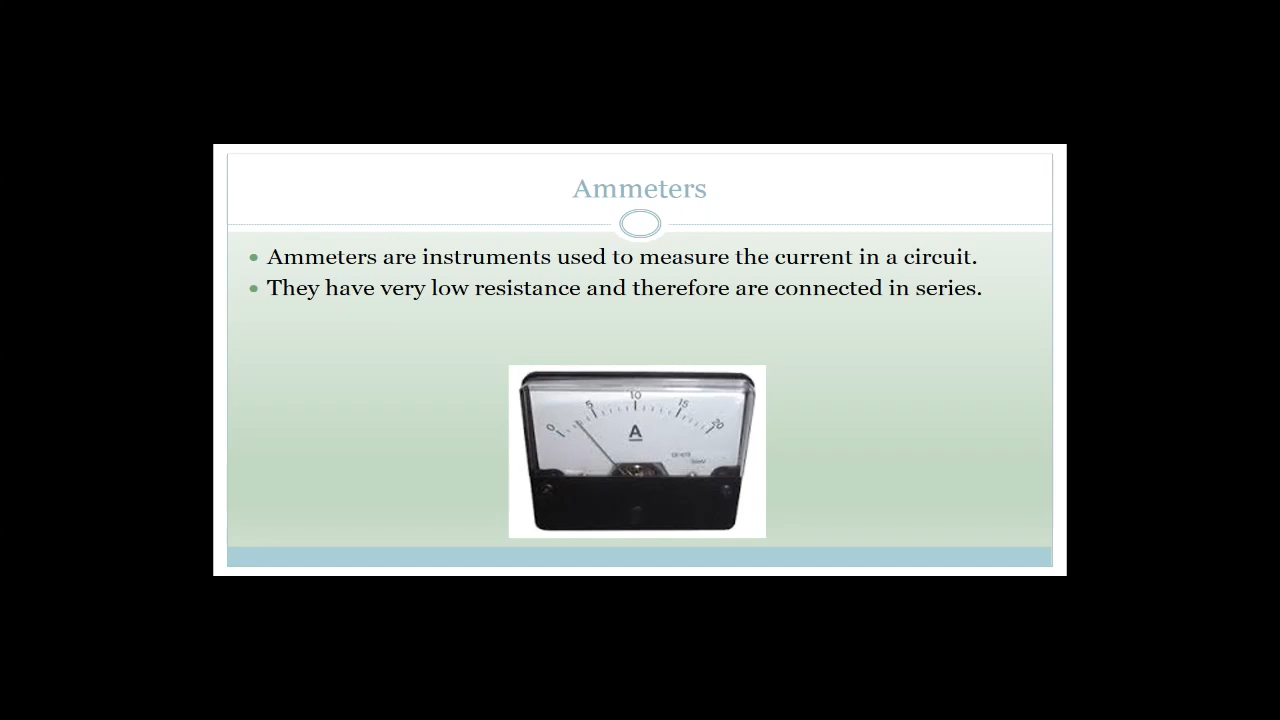 Ammeters
Ammeters are instruments used to measure the current in a circuit.
They have very low resistance and therefore are connected in series.
0 5 10 15 20
A